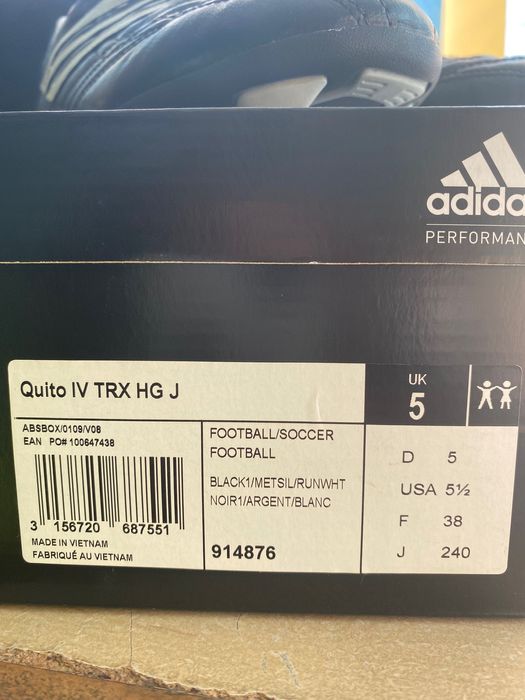 adida
PERFORMAN
Quito IV TRX HG J
UK
5
ABSBOX/0109/V08
EAN PO# 100647438
3 156720 687551
MADE IN VIETNAM
FABRIQUÉ AU VIETNAM
FOOTBALL/SOCCER
FOOTBALL
BLACK1/METSIL/RUNWHT
NOIR1/ARGENT/BLANC
914876
D 5
USA 5½
F 38
J 240